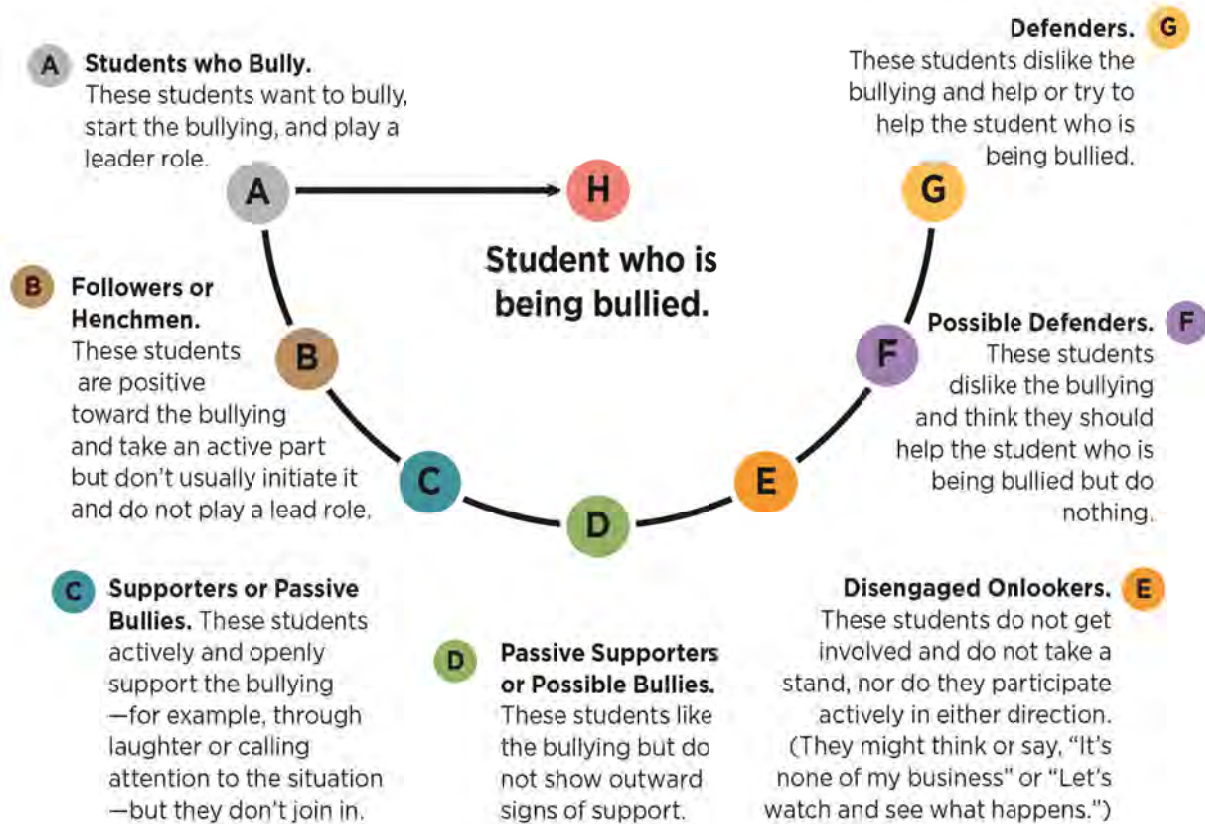 A Students who Bully.
These students want to bully,
start the bullying, and play a
leader role.
Defenders. G
These students dislike the
bullying and help or try to
help the student who is
being bullied.
A
H
G
Student who is
being bullied.
B Followers or
Henchmen.
These students
are positive
toward the bullying
and take an active part
but don't usually initiate it
and do not play a lead role.
B
F
Possible Defenders. F
These students
dislike the bullying
and think they should
help the student who is
being bullied but do
nothing.
C
E
D
C Supporters or Passive
Bullies. These students
actively and openly
support the bullying
—for example, through
laughter or calling
attention to the situation
—but they don't join in.
D Passive Supporters
or Possible Bullies.
These students like
the bullying but do
not show outward
signs of support.
Disengaged Onlookers. E
These students do not get
involved and do not take a
stand, nor do they participate
actively in either direction.
(They might think or say, "It's
none of my business" or "Let's
watch and see what happens.")